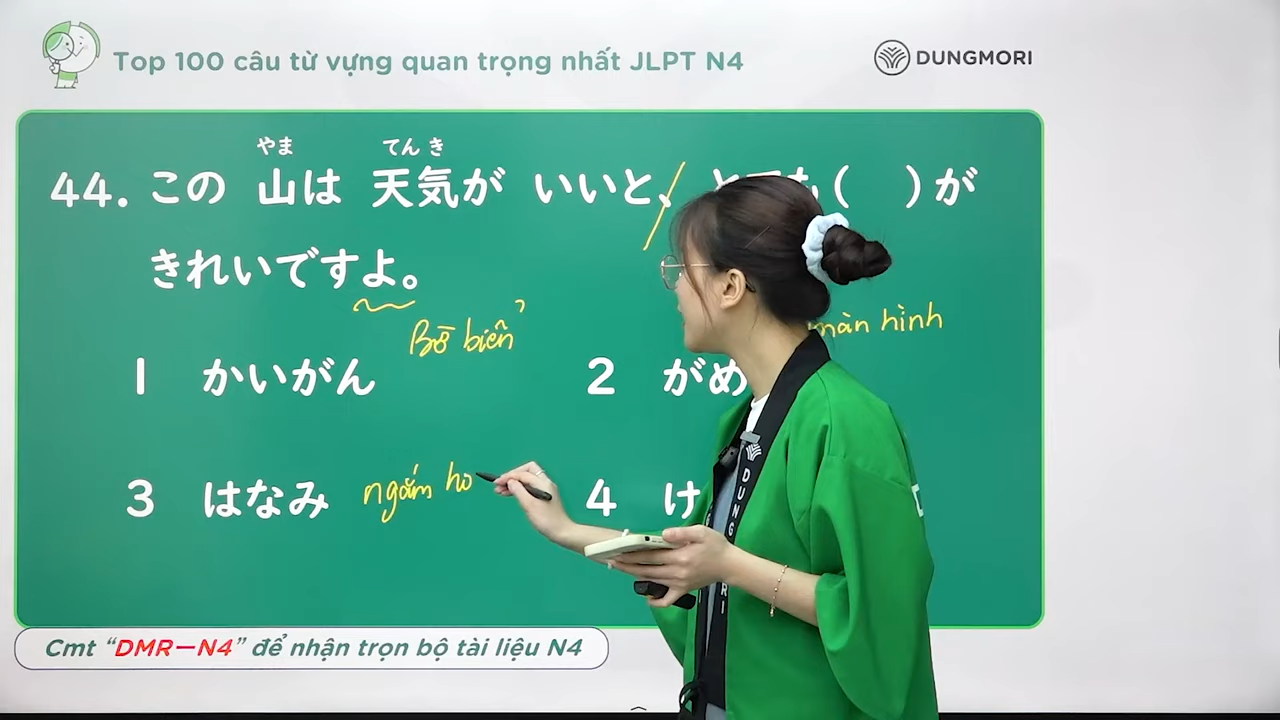 Top 100 câu từ vựng quan trọng nhất JLPT N4
DUNGMORI
やま てんき
44. この 山は 天気が いいと、 ( )が
きれいですよ。
Bờ biển màn hình
1 かいがん 2 がめ
3 はなみ ngắm ho 4 け
DUNG RI
Cmt “DMR–N4” để nhận trọn bộ tài liệu N4